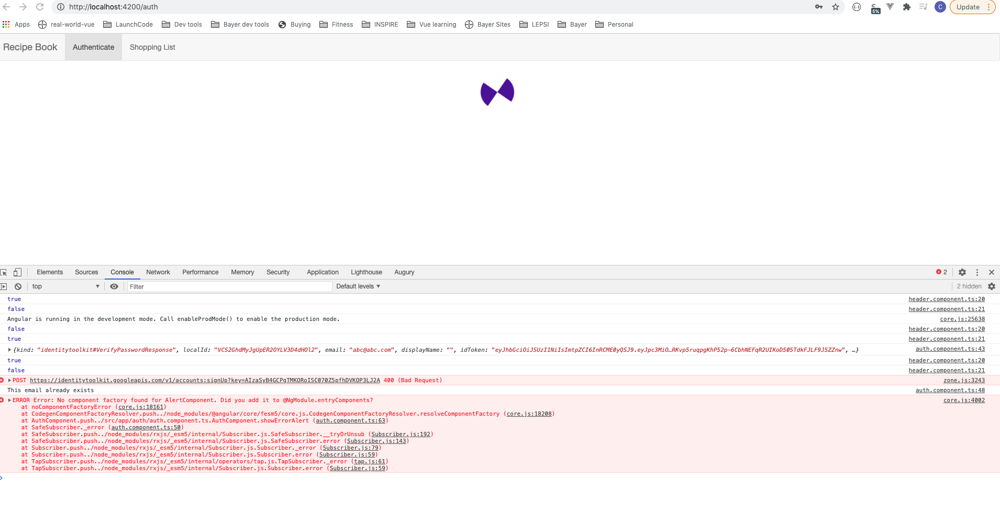 http://localhost:4200/auth
5%
C
Update
Apps real-world-vue LaunchCode Dev tools Bayer dev tools Buying Fitness INSPIRE Vue learning Bayer Sites LEPSI Bayer Personal
Recipe Book Authenticate Shopping List
Elements Sources Console Network Performance Memory Security Application Lighthouse Augury 2
top Filter Default levels 2 hidden
true header.component.ts:20
false header.component.ts:21
Angular is running in the development mode. Call enableProdMode() to enable the production mode. core.js:25638
false header.component.ts:20
true header.component.ts:21
{kind: "identitytoolkit#VerifyPasswordResponse", localId: "VCS2GhdMyJgUpER2OYLV3D4dHOl2", email: "abc@abc.com", displayName: "", idToken: "eyJhbGciOiJSUzI1NiIsImtpZCI6InRCME0yQSJ9.eyJpc3MiO…RKvp5ruqpgKhP52p-6CbhNEFqR2UIKoD505TdkFJLF9J5ZZnw", …} auth.component.ts:43
true header.component.ts:20
false header.component.ts:21
POST https://identitytoolkit.googleapis.com/v1/accounts:signUp?key=AIzaSyB4GCPgTMKORoISC070Z5pfhDVKOP3LJ2A 400 (Bad Request) zone.js:3243
This email already exists auth.component.ts:48
ERROR Error: No component factory found for AlertComponent. Did you add it to @NgModule.entryComponents? core.js:4002
at noComponentFactoryError (core.js:18161)
at CodegenComponentFactoryResolver.push../node_modules/@angular/core/fesm5/core.js.CodegenComponentFactoryResolver.resolveComponentFactory (core.js:18208)
at AuthComponent.push../src/app/auth/auth.component.ts.AuthComponent.showErrorAlert (auth.component.ts:63)
at SafeSubscriber._error (auth.component.ts:50)
at SafeSubscriber.push../node_modules/rxjs/_esm5/internal/Subscriber.js.SafeSubscriber.__tryOrUnsub (Subscriber.js:192)
at SafeSubscriber.push../node_modules/rxjs/_esm5/internal/Subscriber.js.SafeSubscriber.error (Subscriber.js:143)
at Subscriber.push../node_modules/rxjs/_esm5/internal/Subscriber.js.Subscriber._error (Subscriber.js:79)
at Subscriber.push../node_modules/rxjs/_esm5/internal/Subscriber.js.Subscriber.error (Subscriber.js:59)
at TapSubscriber.push../node_modules/rxjs/_esm5/internal/operators/tap.js.TapSubscriber._error (tap.js:61)
at TapSubscriber.push../node_modules/rxjs/_esm5/internal/Subscriber.js.Subscriber.error (Subscriber.js:59)